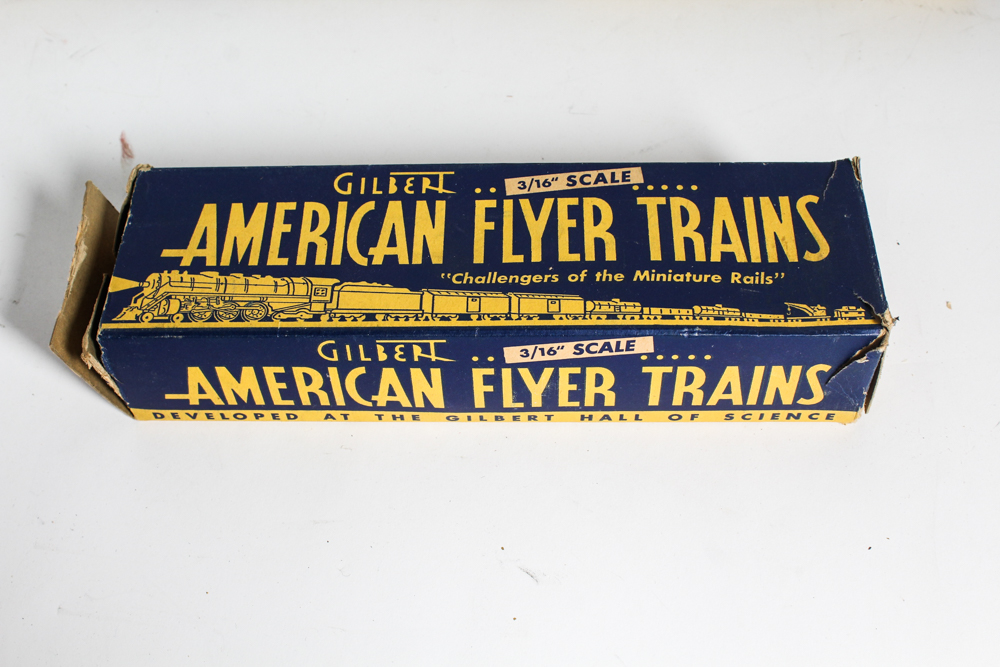 GILBERT .. 3/16" SCALE .....
AMERICAN FLYER TRAINS
"Challengers of the Miniature Rails"
GILBERT .. 3/16" SCALE .....
AMERICAN FLYER TRAINS
DEVELOPED AT THE GILBERT HALL OF SCIENCE